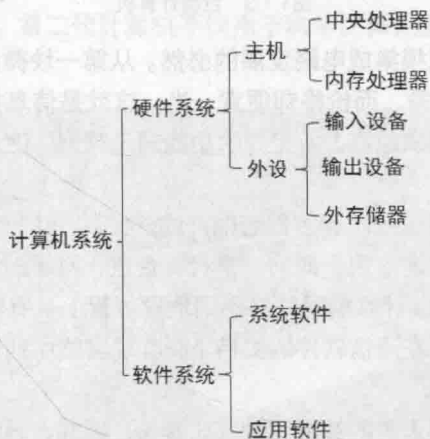 中央处理器
主机
内存处理器
硬件系统
输入设备
外设
输出设备
外存储器
计算机系统
系统软件
软件系统
应用软件